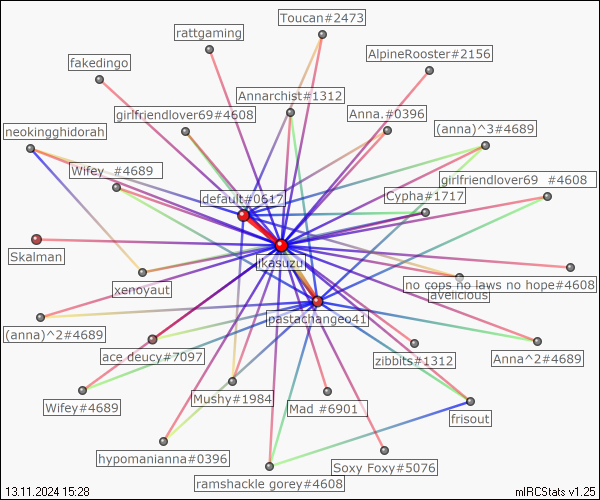 Toucan#2473
rattgaming
AlpineRooster#2156
fakedingo
Annarchist#1312
girlfriendlover69#4608
Anna.#0396
neokingghidorah
(anna)^3#4689
Wifey_#4689
girlfriendlover69_#4608
default#0617
Cypha#1717
Skalman
jkasuzu
no cops no laws no hope#4608
xenoyaut
avelicious
pastachangeo41
(anna)^2#4689
ace deucy#7097
zibbits#1312
Anna^2#4689
Mushy#1984
Wifey#4689
Mad_#6901
frisout
hypomanianna#0396
Soxy Foxy#5076
ramshackle gorey#4608
13.11.2024 15:28
mIRCStats v1.25